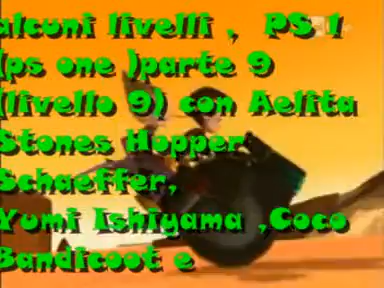 alcuni livelli , PS 1
(ps one )parte 9
(livello 9) con Aelita
Stones Hopper
Schaeffer,
Yumi Ishiyama ,Coco
Bandicoot e